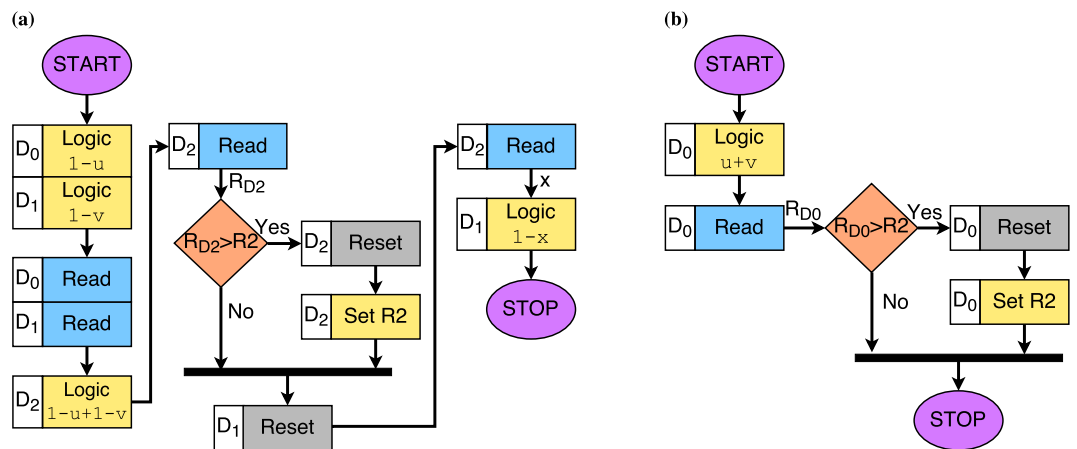 (a)
START
D0 Logic
1-u
D1 Logic
1-v
D0 Read
D1 Read
D2 Logic
1-u+1-v
D2 Read
RD2
RD2>R2
Yes
No
D2 Reset
D2 Set R2
D1 Reset
D2 Read
x
D1 Logic
1-x
STOP
(b)
START
D0 Logic
u+v
D0 Read
RD0
RD0>R2
Yes
No
D0 Reset
D0 Set R2
STOP